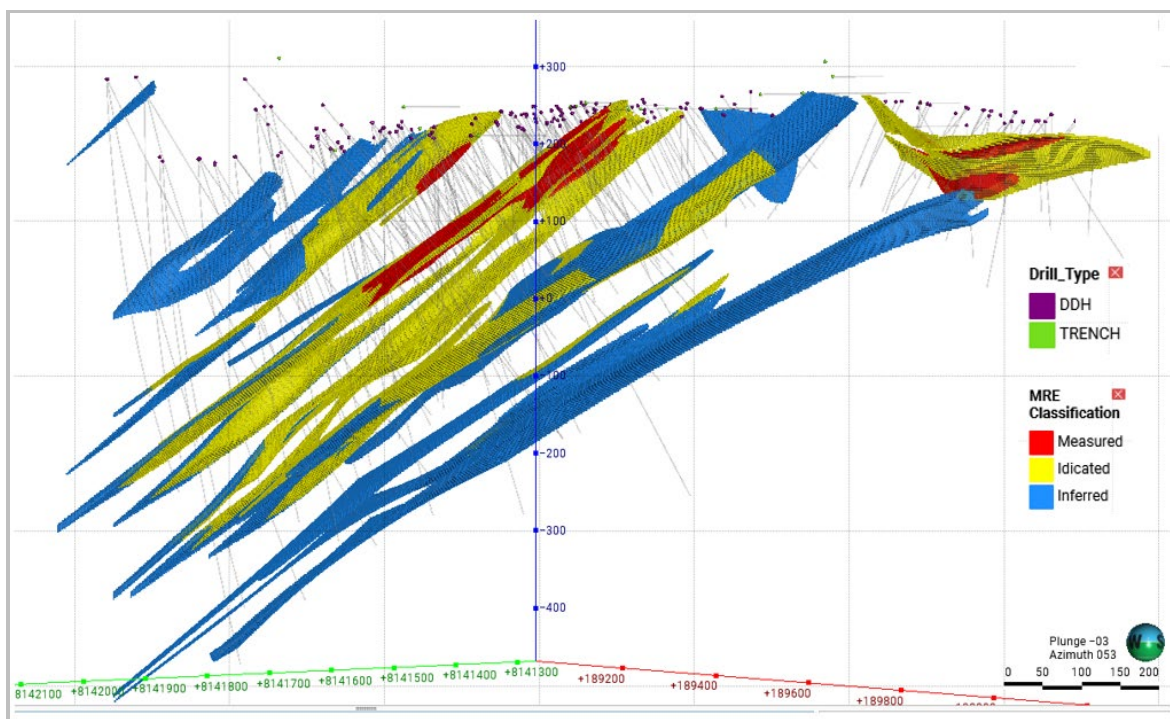 +300
+200
+100
+0
-100
-200
-300
-400
Drill_Type
DDH
TRENCH
MRE
Classification
Measured
Idicated
Inferred
Plunge -03
Azimuth 053
W S
0 50 100 150 200
8142100 +8142000 +8141900 +8141800 +8141700 +8141600 +8141500 +8141400 +8141300
+189200 +189400 +189600 +189800